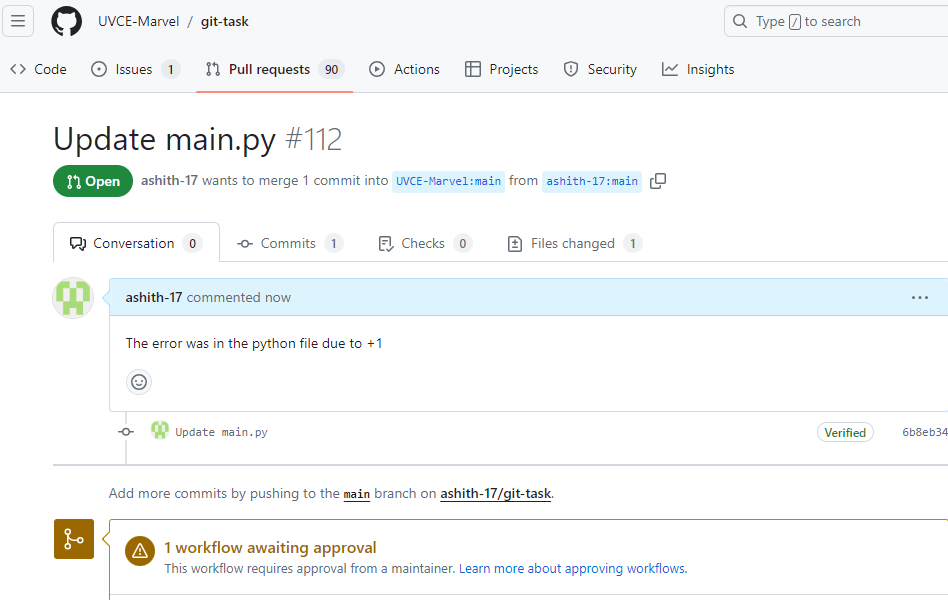 UVCE-Marvel / git-task
Type / to search
Code Issues 1 Pull requests 90 Actions Projects Security Insights
Update main.py #112
Open ashith-17 wants to merge 1 commit into UVCE-Marvel:main from ashith-17:main
Conversation 0 Commits 1 Checks 0 Files changed 1
ashith-17 commented now
The error was in the python file due to +1
Update main.py Verified 6b8eb34
Add more commits by pushing to the main branch on ashith-17/git-task.
1 workflow awaiting approval
This workflow requires approval from a maintainer. Learn more about approving workflows.